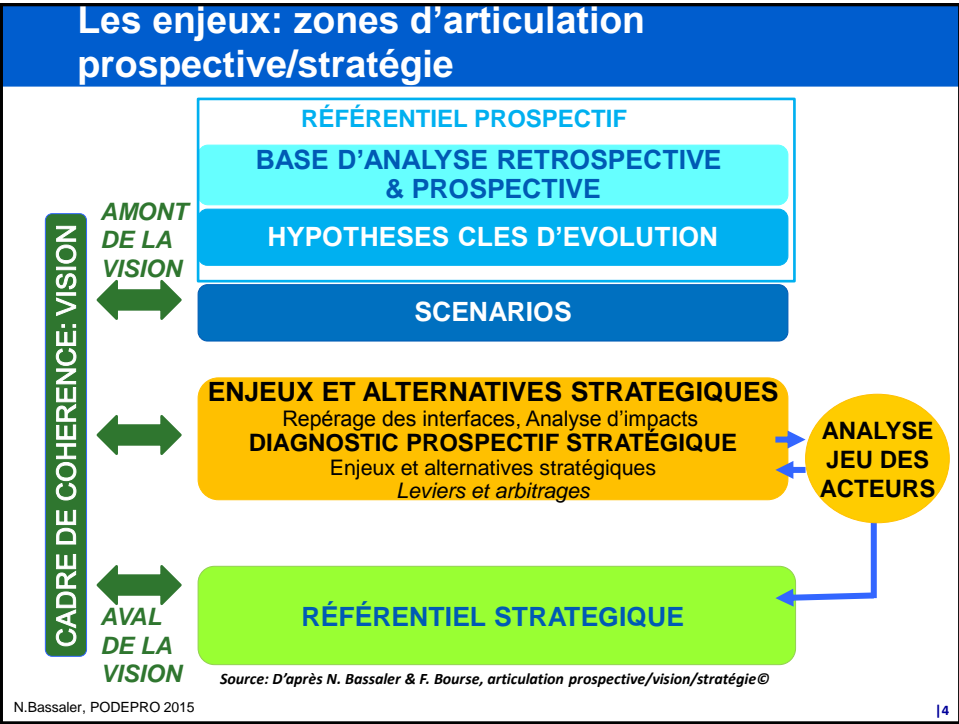 Les enjeux: zones d'articulation
prospective/stratégie
RÉFÉRENTIEL PROSPECTIF
BASE D'ANALYSE RETROSPECTIVE
& PROSPECTIVE
HYPOTHESES CLES D'EVOLUTION
SCENARIOS
CADRE DE COHERENCE: VISION
AMONT
DE LA
VISION
ENJEUX ET ALTERNATIVES STRATEGIQUES
Repérage des interfaces, Analyse d'impacts
DIAGNOSTIC PROSPECTIF STRATÉGIQUE
Enjeux et alternatives stratégiques
Leviers et arbitrages
ANALYSE
JEU DES
ACTEURS
RÉFÉRENTIEL STRATEGIQUE
AVAL
DE LA
VISION
Source: D'après N. Bassaler & F. Bourse, articulation prospective/vision/stratégie©
N.Bassaler, PODEPRO 2015
|4